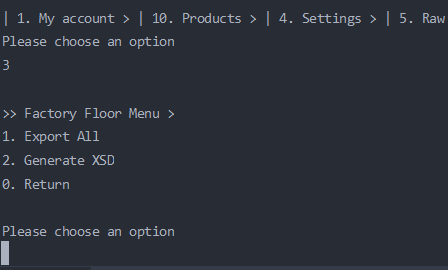 | 1. My account > | 10. Products > | 4. Settings > | 5. Raw
Please choose an option
3
>> Factory Floor Menu >
1. Export All
2. Generate XSD
0. Return
Please choose an option